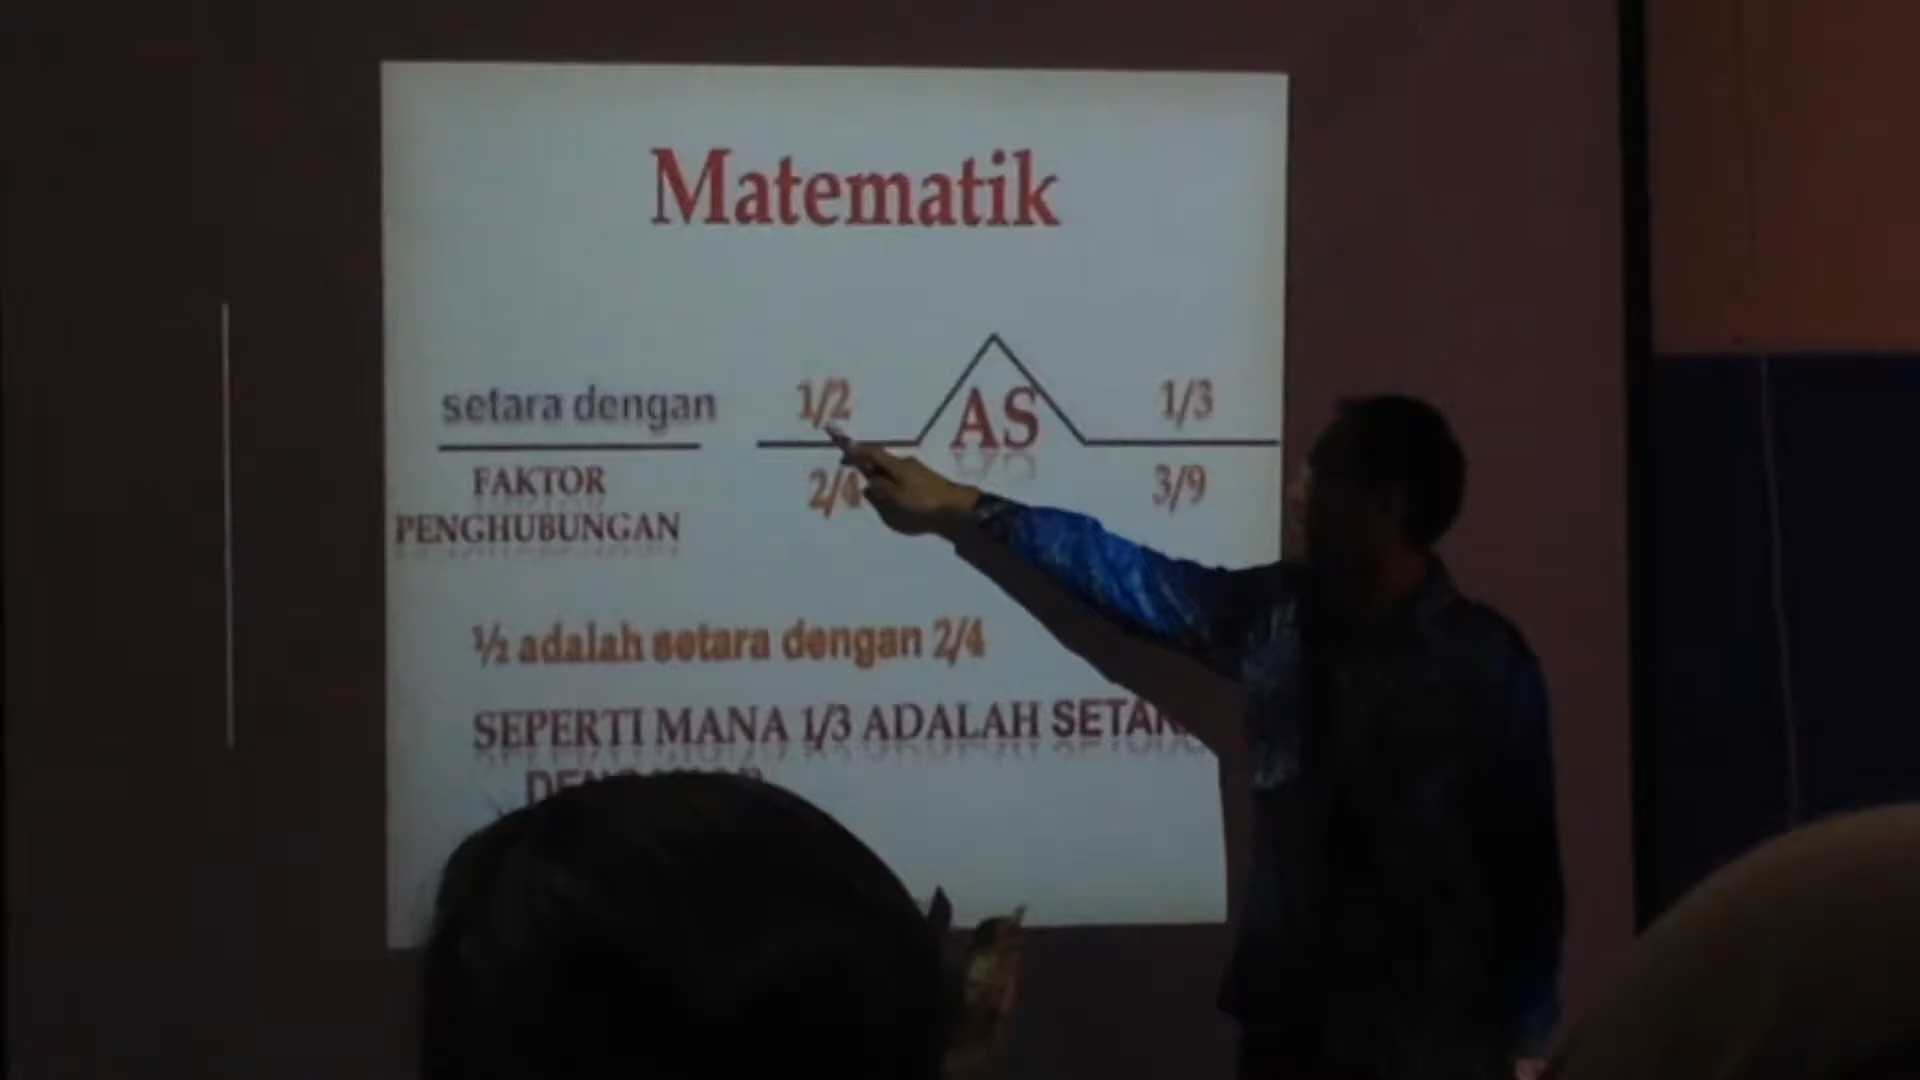 Matematik
setara dengan 1/2 AS 1/3
FAKTOR 2/4 3/9
PENGHUBUNGAN
½ adalah setara dengan 2/4
SEPERTI MANA 1/3 ADALAH